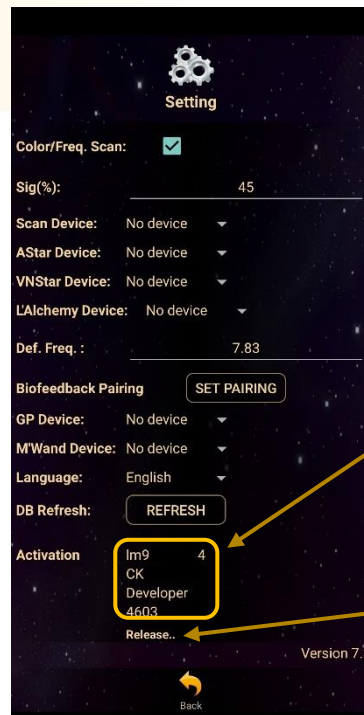 Setting
Color/Freq. Scan:
Sig(%): 45
Scan Device: No device
AStar Device: No device
VNStar Device: No device
L'Alchemy Device: No device
Def. Freq. : 7.83
Biofeedback Pairing SET PAIRING
GP Device: No device
M'Wand Device: No device
Language: English
DB Refresh: REFRESH
Activation Im9 4
CK
Developer
4603
Release..
Version 7.
Back